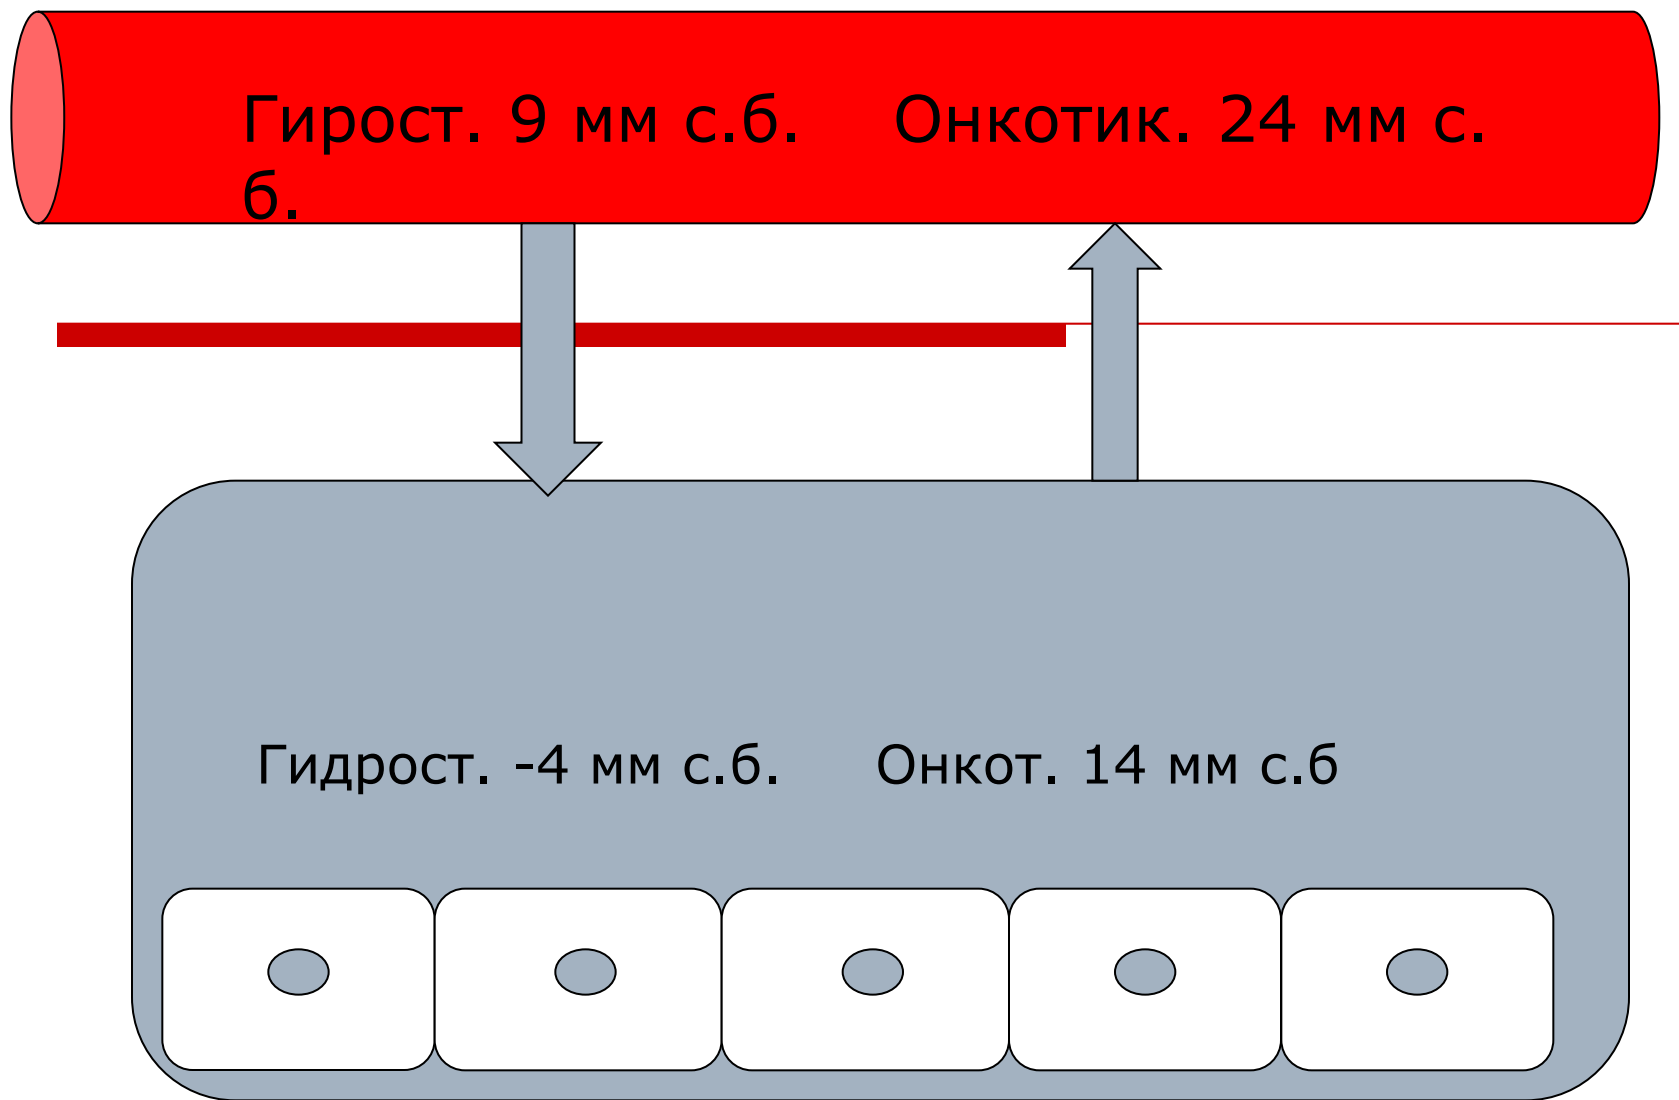 Гирост. 9 мм с.б. Онкотик. 24 мм с.
б.
Гидрост. -4 мм с.б. Онкот. 14 мм с.б